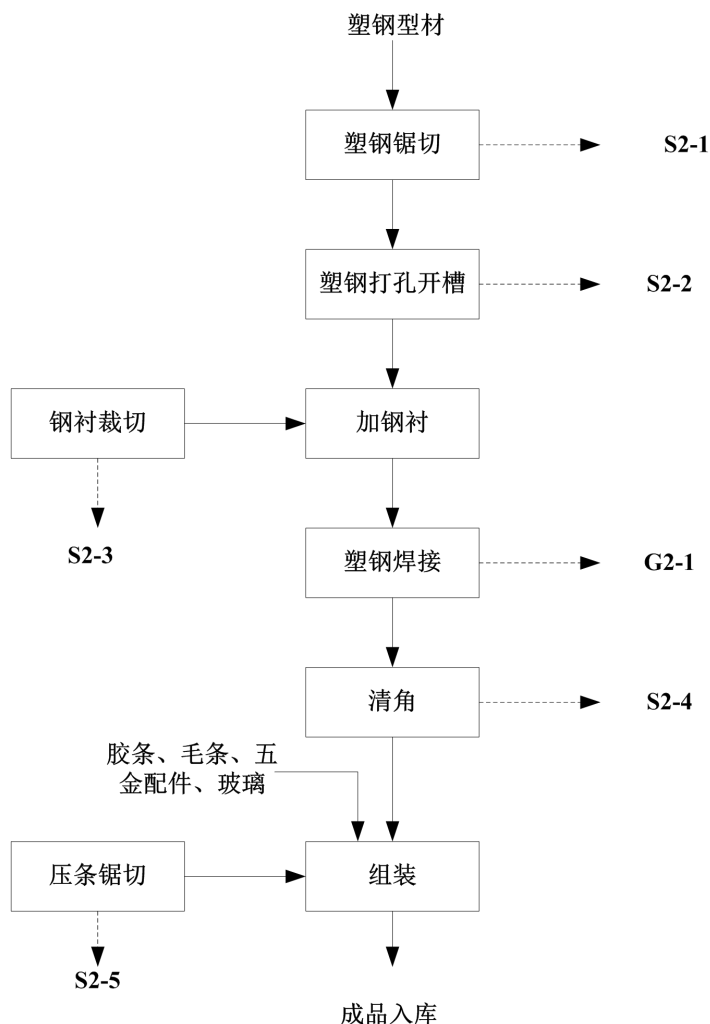 塑钢型材
塑钢锯切
S2-1
塑钢打孔开槽
S2-2
钢衬裁切
加钢衬
S2-3
塑钢焊接
G2-1
清角
S2-4
胶条、毛条、五
金配件、玻璃
压条锯切
组装
S2-5
成品入库